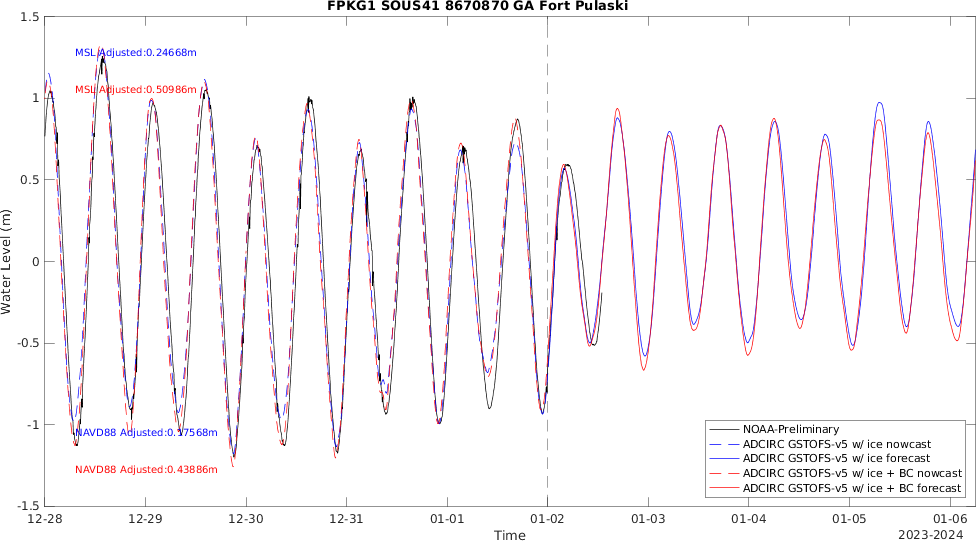 FPKG1 SOUS41 8670870 GA Fort Pulaski
1.5
1
0.5
0
-0.5
-1
-1.5
Water Level (m)
MSL Adjusted:0.24668m
MSL Adjusted:0.50986m
NAVD88 Adjusted:0.17568m
NAVD88 Adjusted:0.43886m
NOAA-Preliminary
ADCIRC GSTOFS-v5 w/ ice nowcast
ADCIRC GSTOFS-v5 w/ ice forecast
ADCIRC GSTOFS-v5 w/ ice + BC nowcast
ADCIRC GSTOFS-v5 w/ ice + BC forecast
12-28 12-29 12-30 12-31 01-01 01-02 01-03 01-04 01-05 01-06
Time
2023-2024